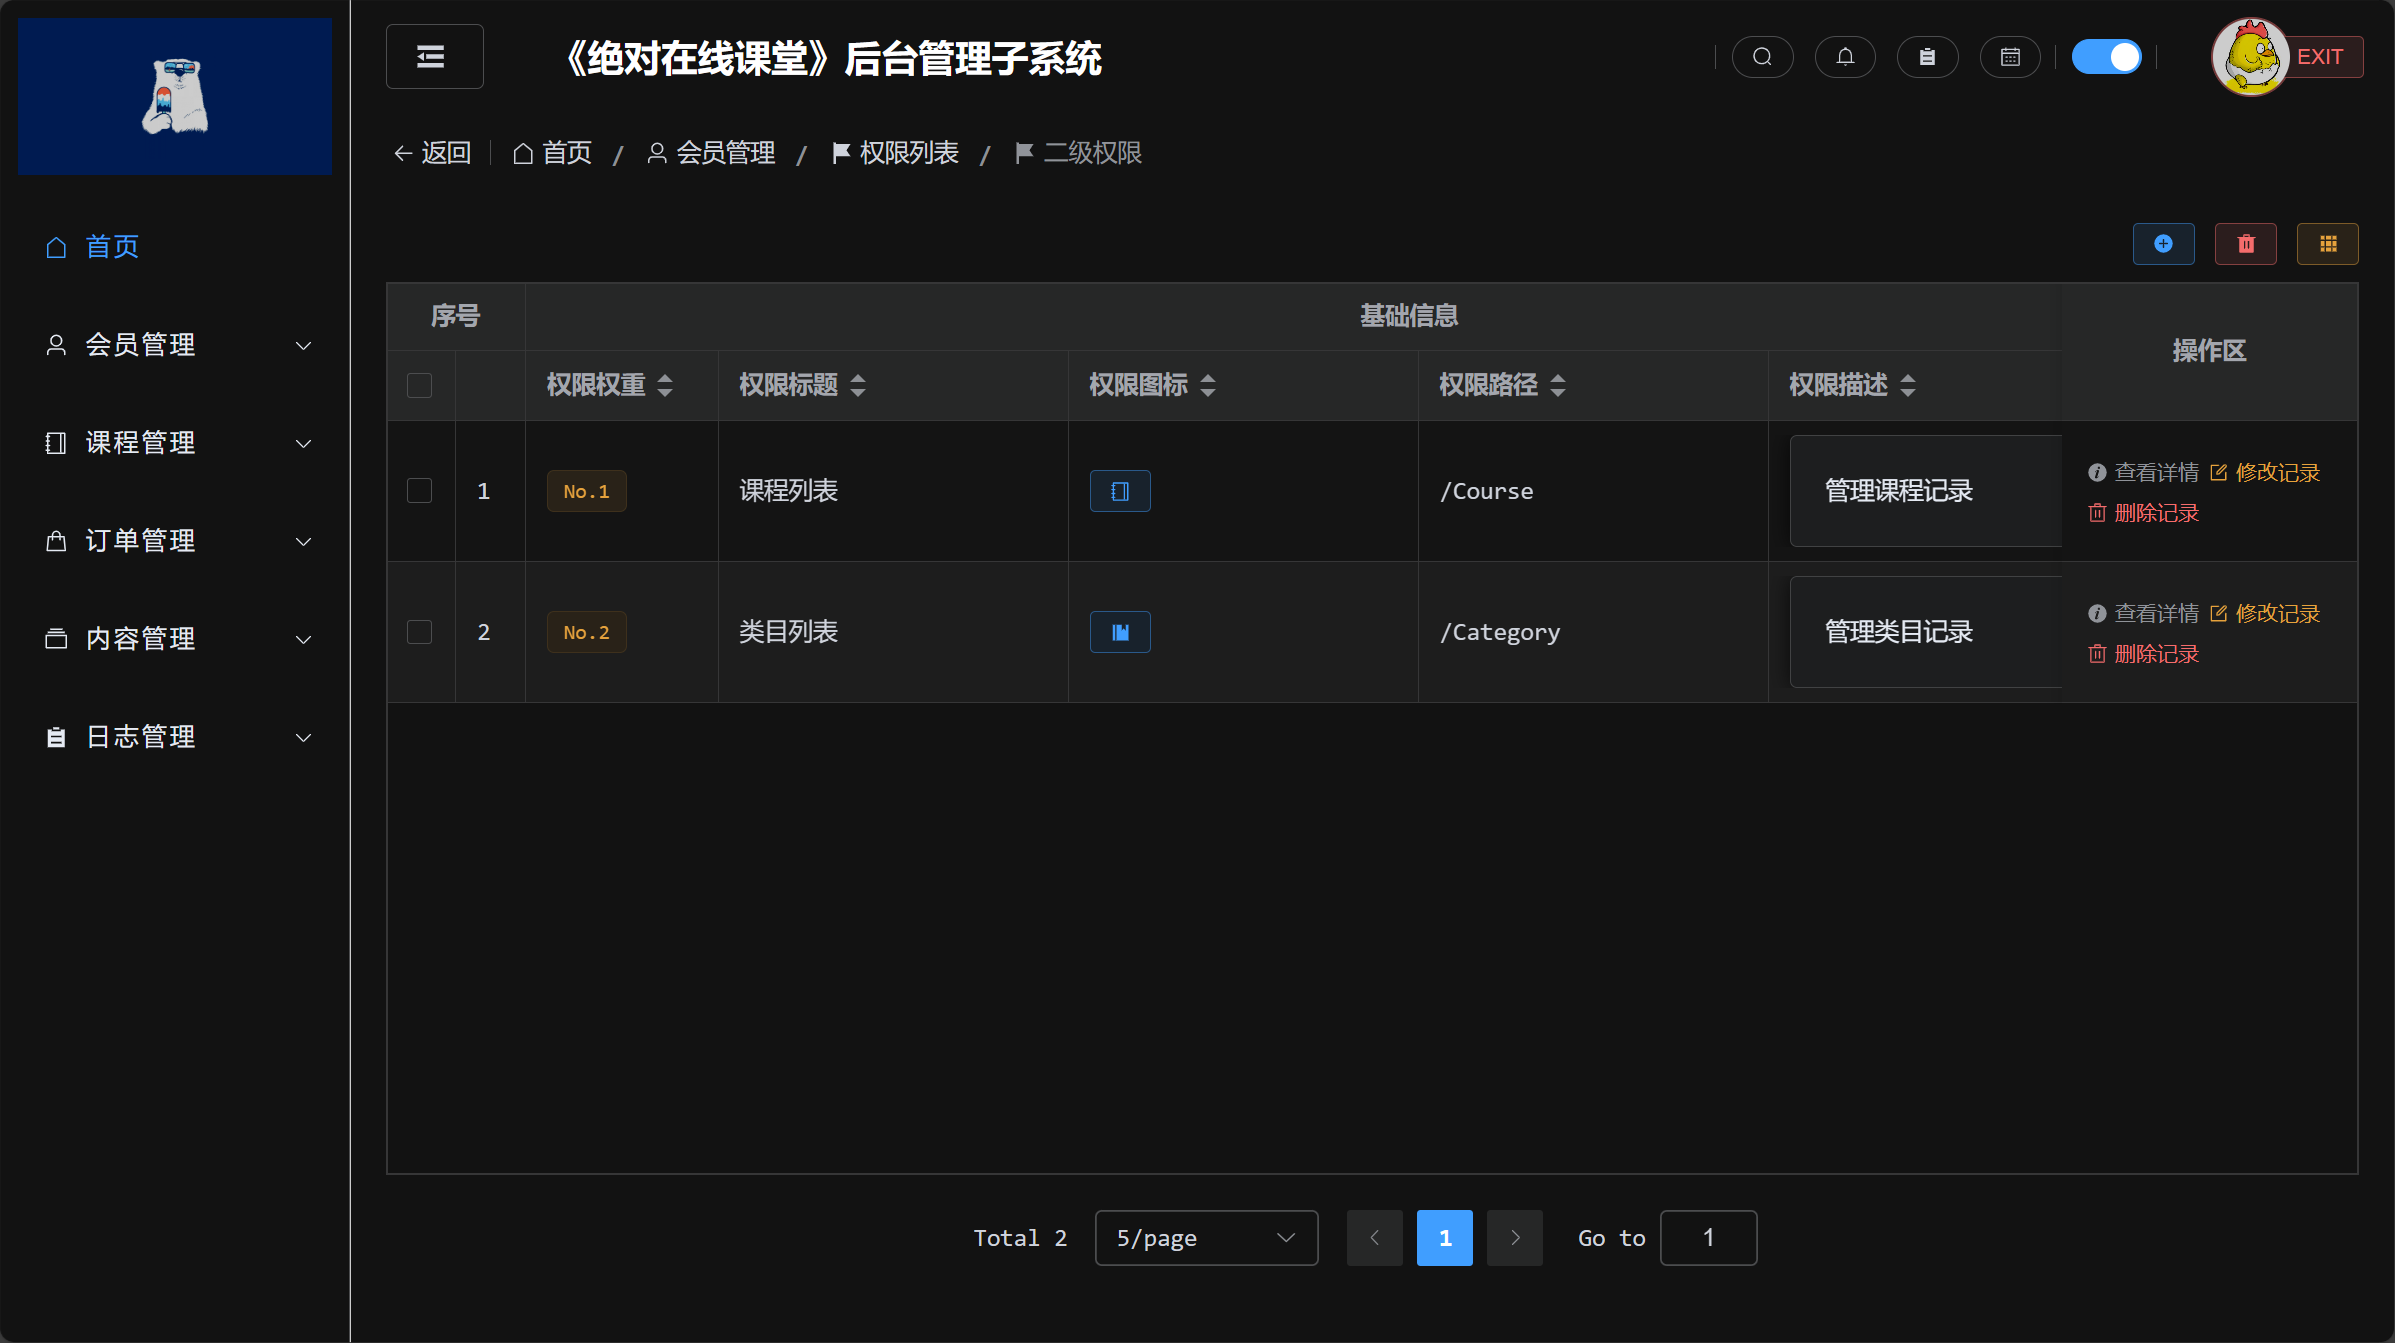 《绝对在线课堂》后台管理子系统
EXIT
返回 首页 / 会员管理 / 权限列表 / 二级权限
首页
会员管理
课程管理
订单管理
内容管理
日志管理
序号 基础信息 操作区
权限权重 权限标题 权限图标 权限路径 权限描述
1 No.1 课程列表 /Course 管理课程记录 查看详情 修改记录
删除记录
2 No.2 类目列表 /Category 管理类目记录 查看详情 修改记录
删除记录
Total 2 5/page 1 Go to 1